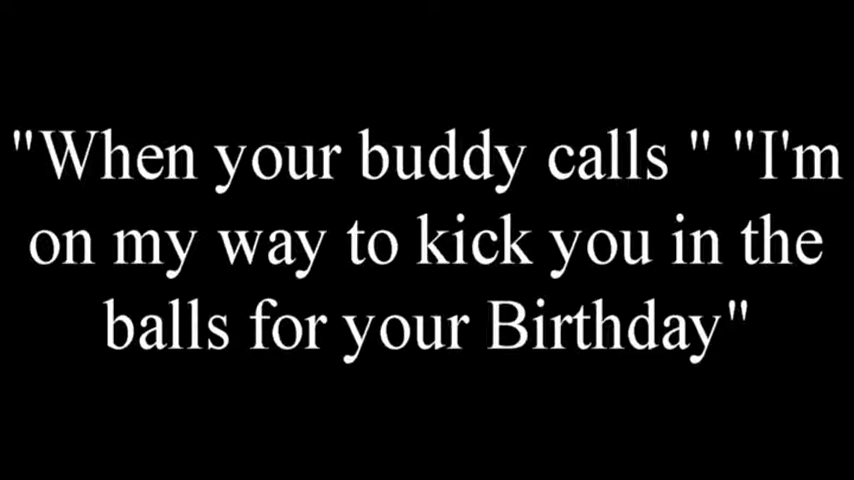 "When your buddy calls " "I'm
on my way to kick you in the
balls for your Birthday"